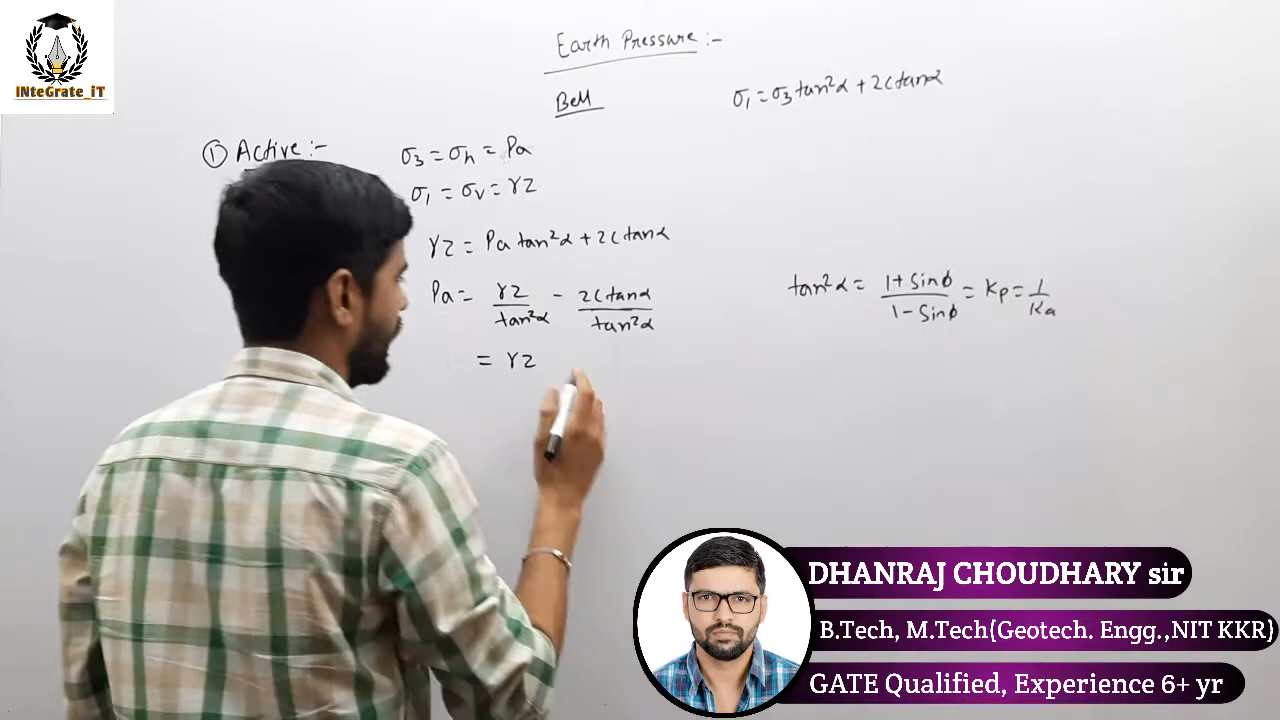 INteGrate_iT
Earth Pressure :-
Bell
σ₁ = σ₃ tan²α + 2C tanα
① Active :-
σ₃ = σₕ = Pa
σ₁ = σᵥ = γz
γz = Pa tan²α + 2C tanα
Pa = γz/tan²α - 2C tanα/tan²α
= γz
tan²α = 1 + Sinϕ/1 - Sinϕ = Kp = 1/Ka
DHANRAJ CHOUDHARY sir
B.Tech, M.Tech(Geotech. Engg.,NIT KKR)
GATE Qualified, Experience 6+ yr